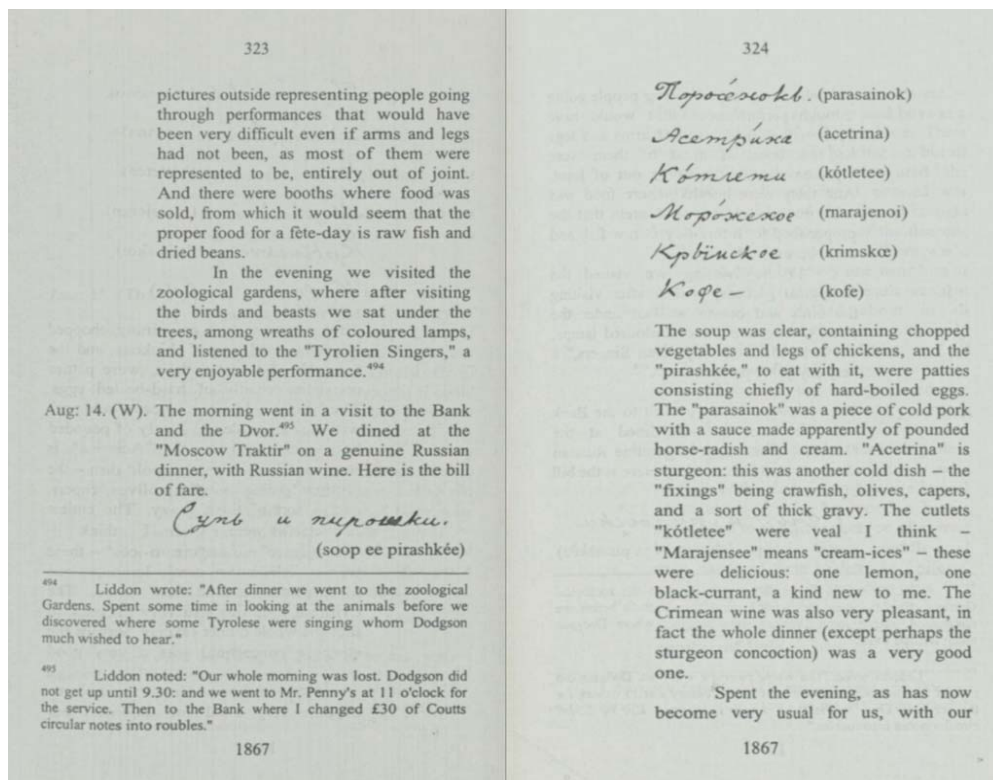 323
pictures outside representing people going
through performances that would have
been very difficult even if arms and legs
had not been, as most of them were
represented to be, entirely out of joint.
And there were booths where food was
sold, from which it would seem that the
proper food for a fête-day is raw fish and
dried beans.
In the evening we visited the
zoological gardens, where after visiting
the birds and beasts we sat under the
trees, among wreaths of coloured lamps,
and listened to the "Tyrolien Singers," a
very enjoyable performance.⁴⁹⁴
Aug: 14. (W). The morning went in a visit to the Bank
and the Dvor.⁴⁹⁵ We dined at the
"Moscow Traktir" on a genuine Russian
dinner, with Russian wine. Here is the bill
of fare.
Супъ и пирошки.
(soop ee pirashkée)
494 Liddon wrote: "After dinner we went to the zoological
Gardens. Spent some time in looking at the animals before we
discovered where some Tyrolese were singing whom Dodgson
much wished to hear."
495 Liddon noted: "Our whole morning was lost. Dodgson did
not get up until 9.30: and we went to Mr. Penny's at 11 o'clock for
the service. Then to the Bank where I changed £30 of Coutts
circular notes into roubles."
1867
324
(parasainok)
Асетрина (acetrina)
Ко́тлети (kótletee)
Моро́женое (marajenoi)
(krimskœ)
Кофе – (kofe)
The soup was clear, containing chopped
vegetables and legs of chickens, and the
"pirashkée," to eat with it, were patties
consisting chiefly of hard-boiled eggs.
The "parasainok" was a piece of cold pork
with a sauce made apparently of pounded
horse-radish and cream. "Acetrina" is
sturgeon: this was another cold dish – the
"fixings" being crawfish, olives, capers,
and a sort of thick gravy. The cutlets
"kótletee" were veal I think –
"Marajensee" means "cream-ices" – these
were delicious: one lemon, one
black-currant, a kind new to me. The
Crimean wine was also very pleasant, in
fact the whole dinner (except perhaps the
sturgeon concoction) was a very good
one.
Spent the evening, as has now
become very usual for us, with our
1867